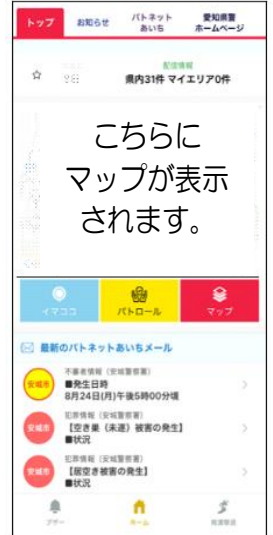 トップ
お知らせ
パトネット
あいち
愛知県警
ホームページ
配信情報
県内31件 マイエリア0件
こちらに
マップが表示
されます。
イマココ
パトロール
マップ
最新のパトネットあいちメール
不審者情報（安城警察署）
安城市
■発生日時
8月24日(月)午後5時00分頃
犯罪情報（安城警察署）
安城市
【空き巣（未遂）被害の発生】
■状況
犯罪情報（安城警察署）
安城市
【居空き被害の発生】
■状況
ブザー
ホーム